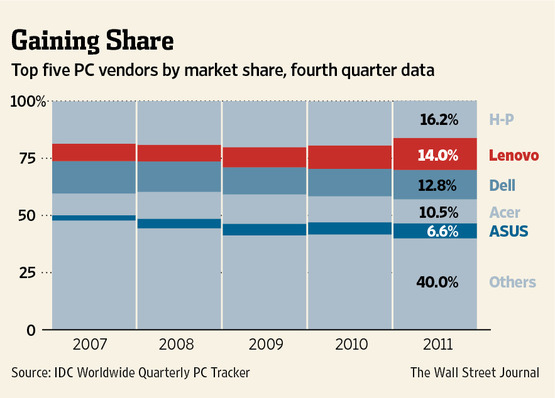 Gaining Share
Top five PC vendors by market share, fourth quarter data
100%
16.2% H-P
75 14.0% Lenovo
12.8% Dell
10.5% Acer
50 6.6% ASUS
25 40.0% Others
0
2007 2008 2009 2010 2011
Source: IDC Worldwide Quarterly PC Tracker The Wall Street Journal